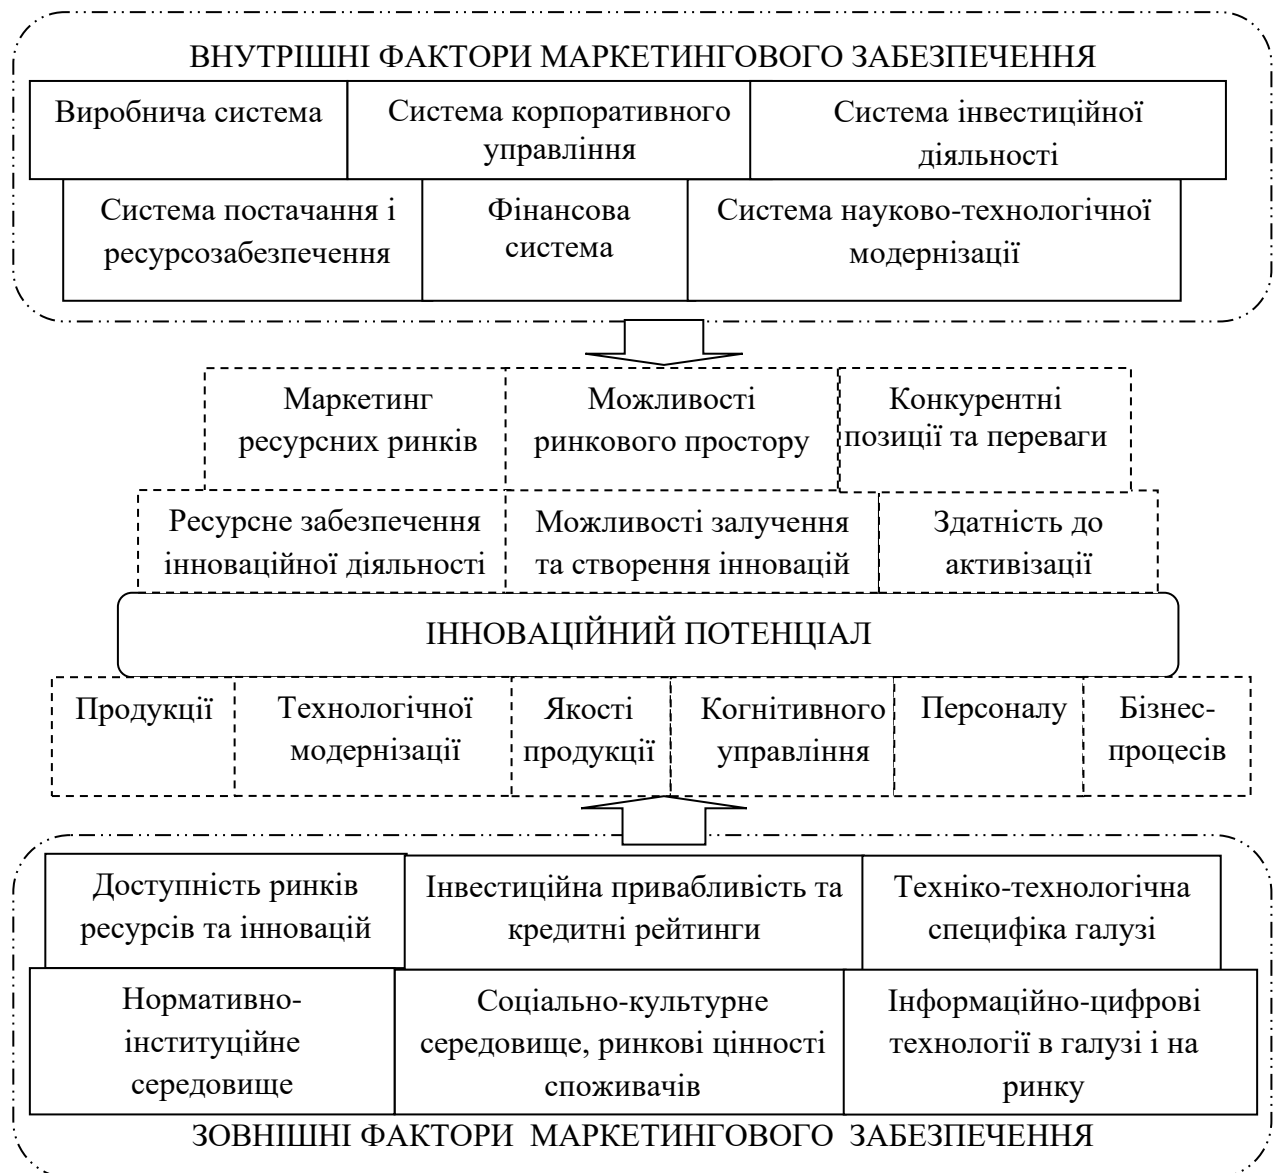 ВНУТРІШНІ ФАКТОРИ МАРКЕТИНГОВОГО ЗАБЕЗПЕЧЕННЯ
Виробнича система
Система корпоративного
управління
Система інвестиційної
діяльності
Система постачання і
ресурсозабезпечення
Фінансова
система
Система науково-технологічної
модернізації
Маркетинг
ресурсних ринків
Можливості
ринкового простору
Конкурентні
позиції та переваги
Ресурсне забезпечення
інноваційної діяльності
Можливості залучення
та створення інновацій
Здатність до
активізації
ІННОВАЦІЙНИЙ ПОТЕНЦІАЛ
Продукції
Технологічної
модернізації
Якості
продукції
Когнітивного
управління
Персоналу
Бізнес-
процесів
Доступність ринків
ресурсів та інновацій
Інвестиційна привабливість та
кредитні рейтинги
Техніко-технологічна
специфіка галузі
Нормативно-
інституційне
середовище
Соціально-культурне
середовище, ринкові цінності
споживачів
Інформаційно-цифрові
технології в галузі і на
ринку
ЗОВНІШНІ ФАКТОРИ МАРКЕТИНГОВОГО ЗАБЕЗПЕЧЕННЯ